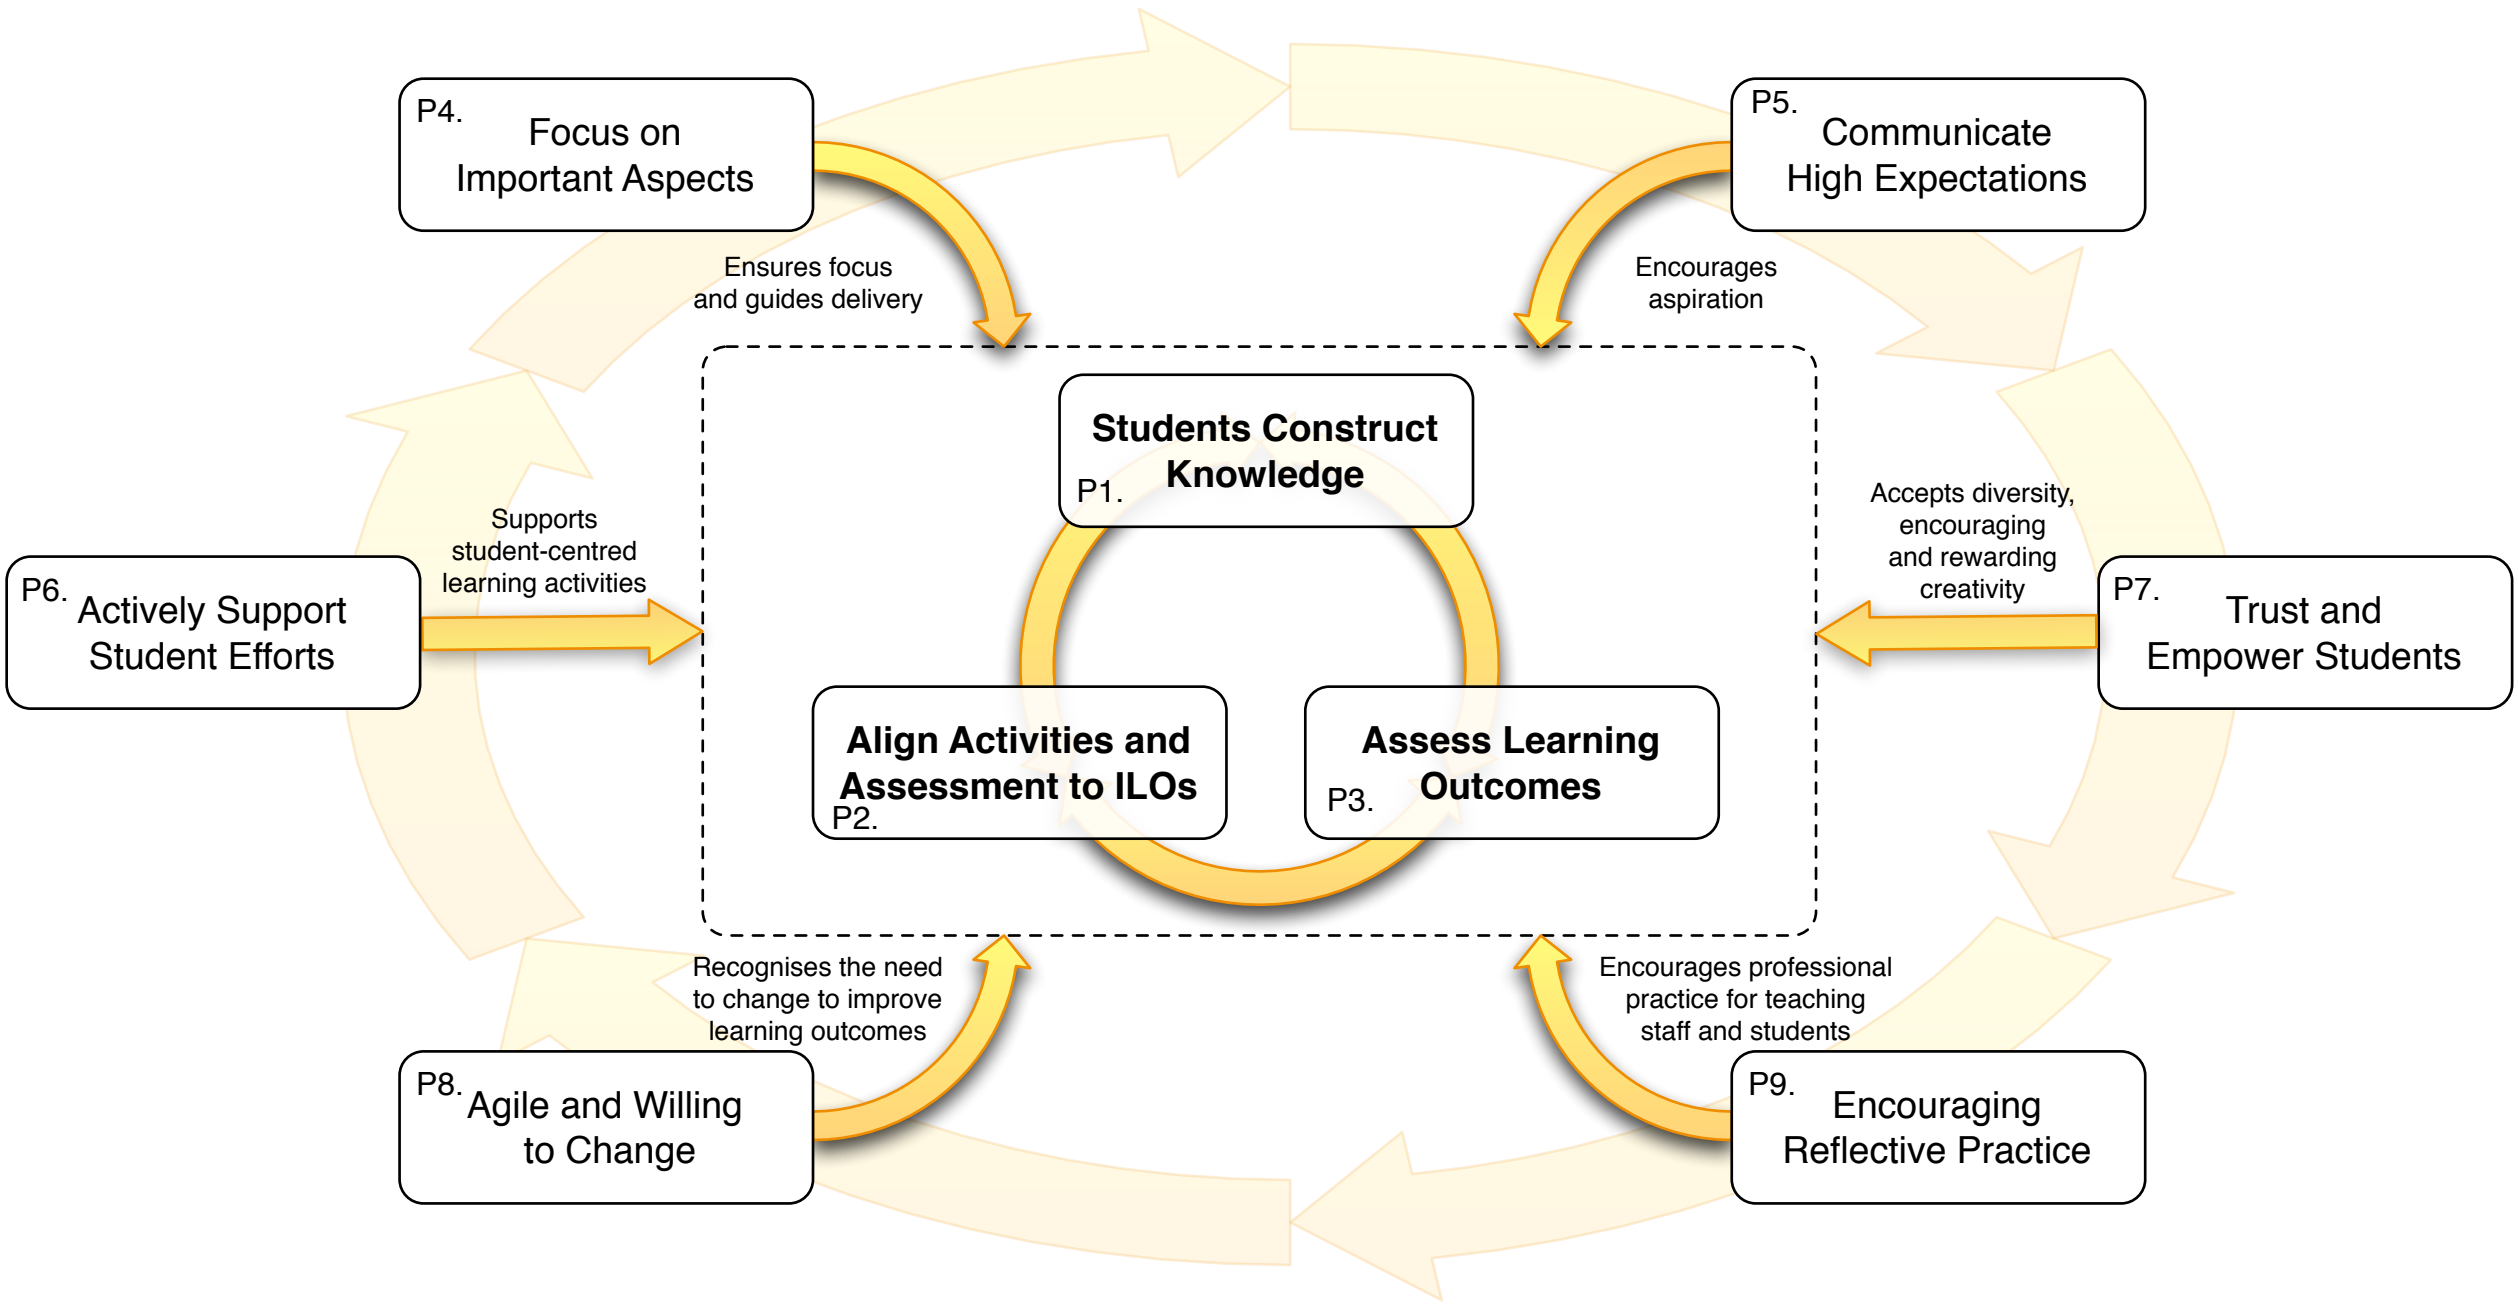 P4.
Focus on
Important Aspects
P5.
Communicate
High Expectations
Ensures focus
and guides delivery
Encourages
aspiration
Students Construct
Knowledge
P1.
Supports
student-centred
learning activities
Accepts diversity,
encouraging
and rewarding
creativity
P6.
Actively Support
Student Efforts
P7.
Trust and
Empower Students
Align Activities and
Assessment to ILOs
P2.
Assess Learning
Outcomes
P3.
Recognises the need
to change to improve
learning outcomes
Encourages professional
practice for teaching
staff and students
P8.
Agile and Willing
to Change
P9.
Encouraging
Reflective Practice